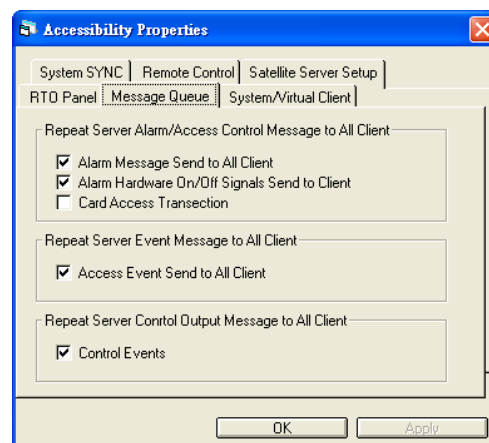 Accessibility Properties
System SYNC Remote Control Satellite Server Setup
RTO Panel Message Queue System/Virtual Client
Repeat Server Alarm/Access Control Message to All Client
Alarm Message Send to All Client
Alarm Hardware On/Off Signals Send to Client
Card Access Transection
Repeat Server Event Message to All Client
Access Event Send to All Client
Repeat Server Conrtol Output Message to All Client
Control Events
OK Apply